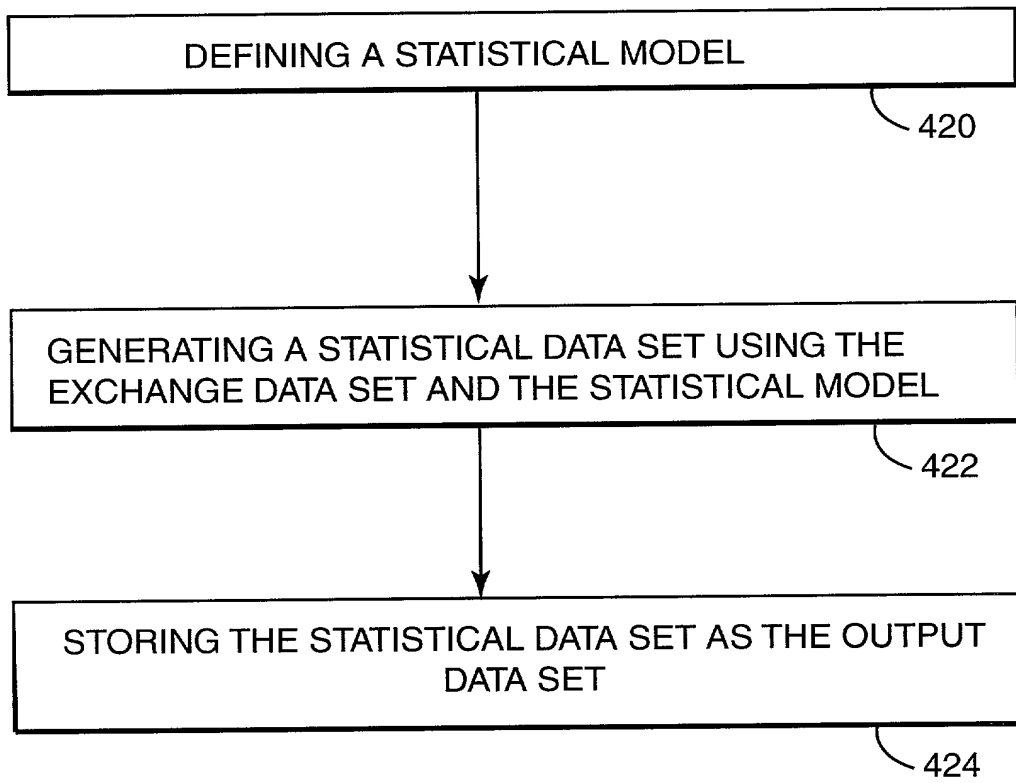 DEFINING A STATISTICAL MODEL
420
GENERATING A STATISTICAL DATA SET USING THE
EXCHANGE DATA SET AND THE STATISTICAL MODEL
422
STORING THE STATISTICAL DATA SET AS THE OUTPUT
DATA SET
424